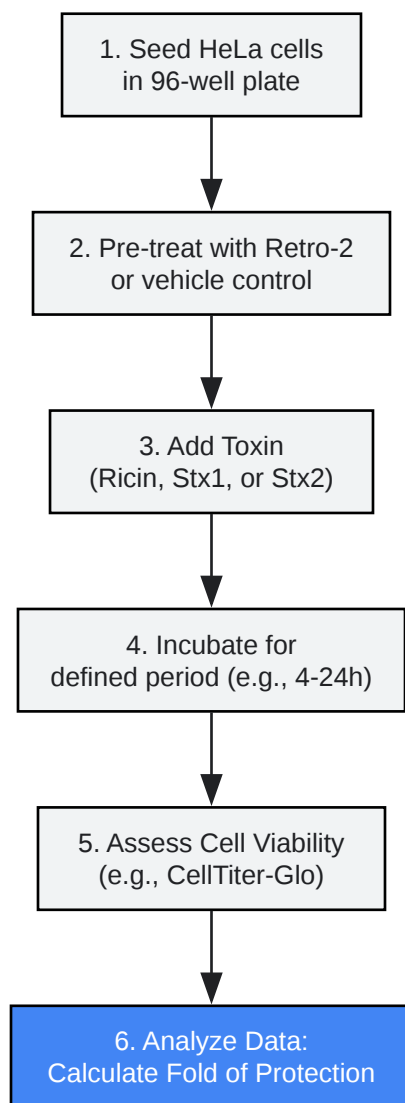 1. Seed HeLa cells
in 96-well plate
2. Pre-treat with Retro-2
or vehicle control
3. Add Toxin
(Ricin, Stx1, or Stx2)
4. Incubate for
defined period (e.g., 4-24h)
5. Assess Cell Viability
(e.g., CellTiter-Glo)
6. Analyze Data:
Calculate Fold of Protection